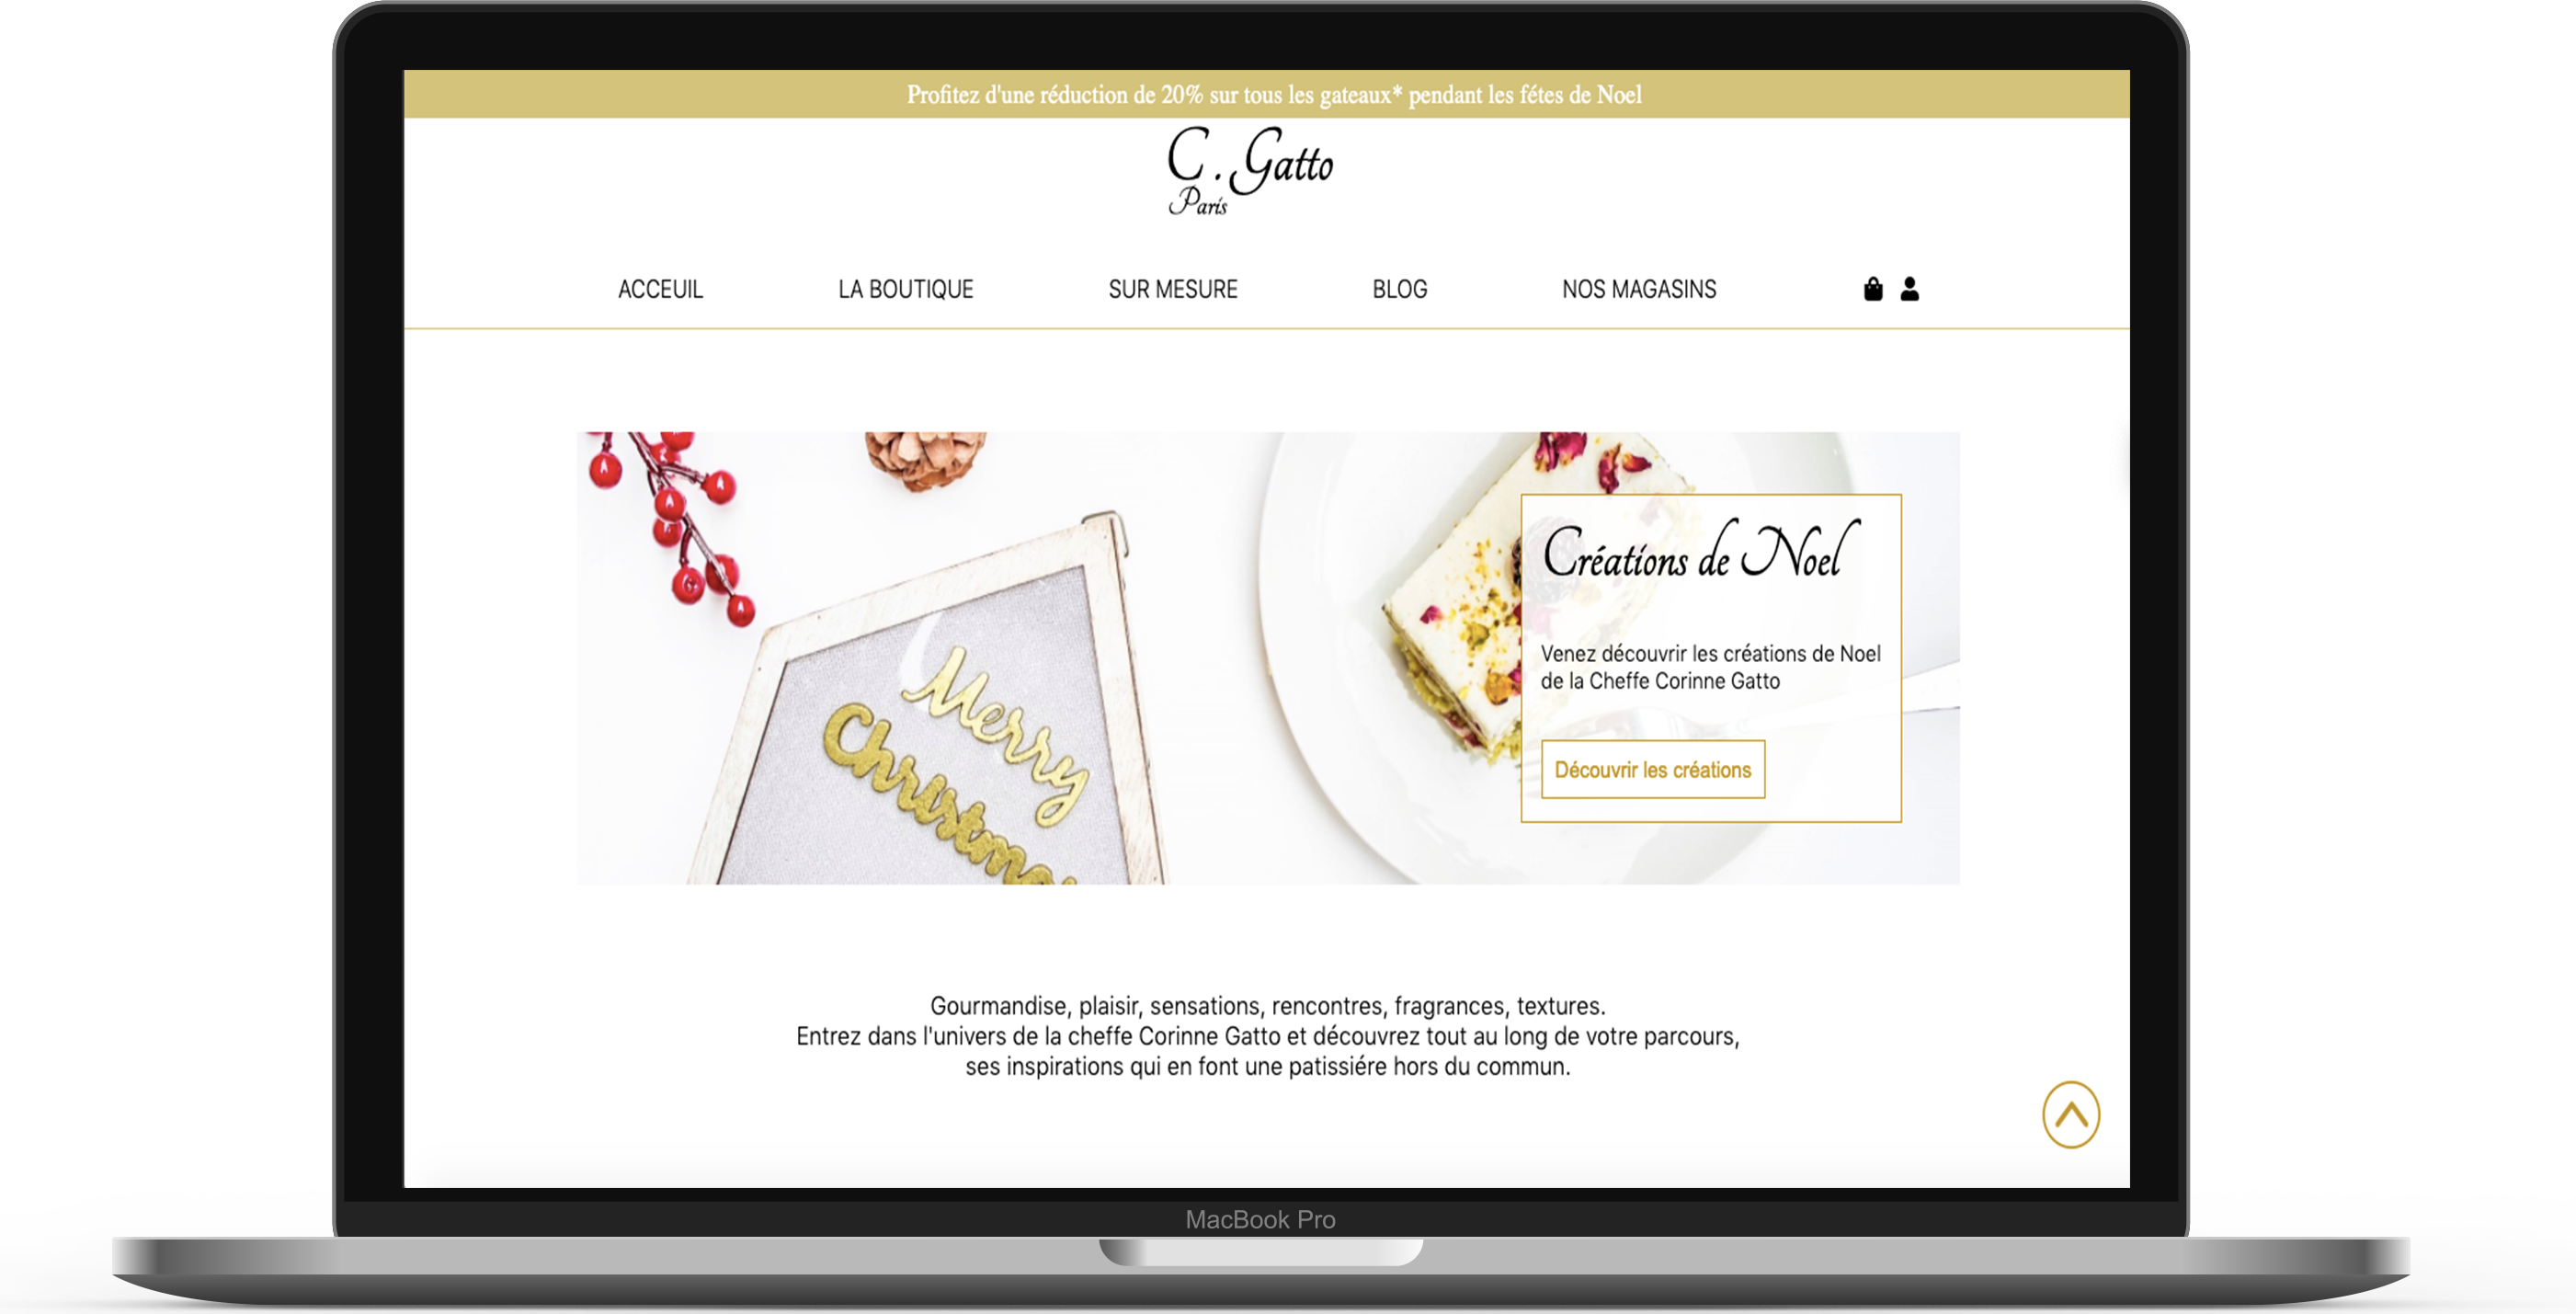 Profitez d'une réduction de 20% sur tous les gateaux* pendant les fétes de Noel
C. Gatto
Paris
ACCEUIL LA BOUTIQUE SUR MESURE BLOG NOS MAGASINS
Merry
Christma
Créations de Noel
Venez découvrir les créations de Noel
de la Cheffe Corinne Gatto
Découvrir les créations
Gourmandise, plaisir, sensations, rencontres, fragrances, textures.
Entrez dans l'univers de la cheffe Corinne Gatto et découvrez tout au long de votre parcours,
ses inspirations qui en font une patissiére hors du commun.
MacBook Pro